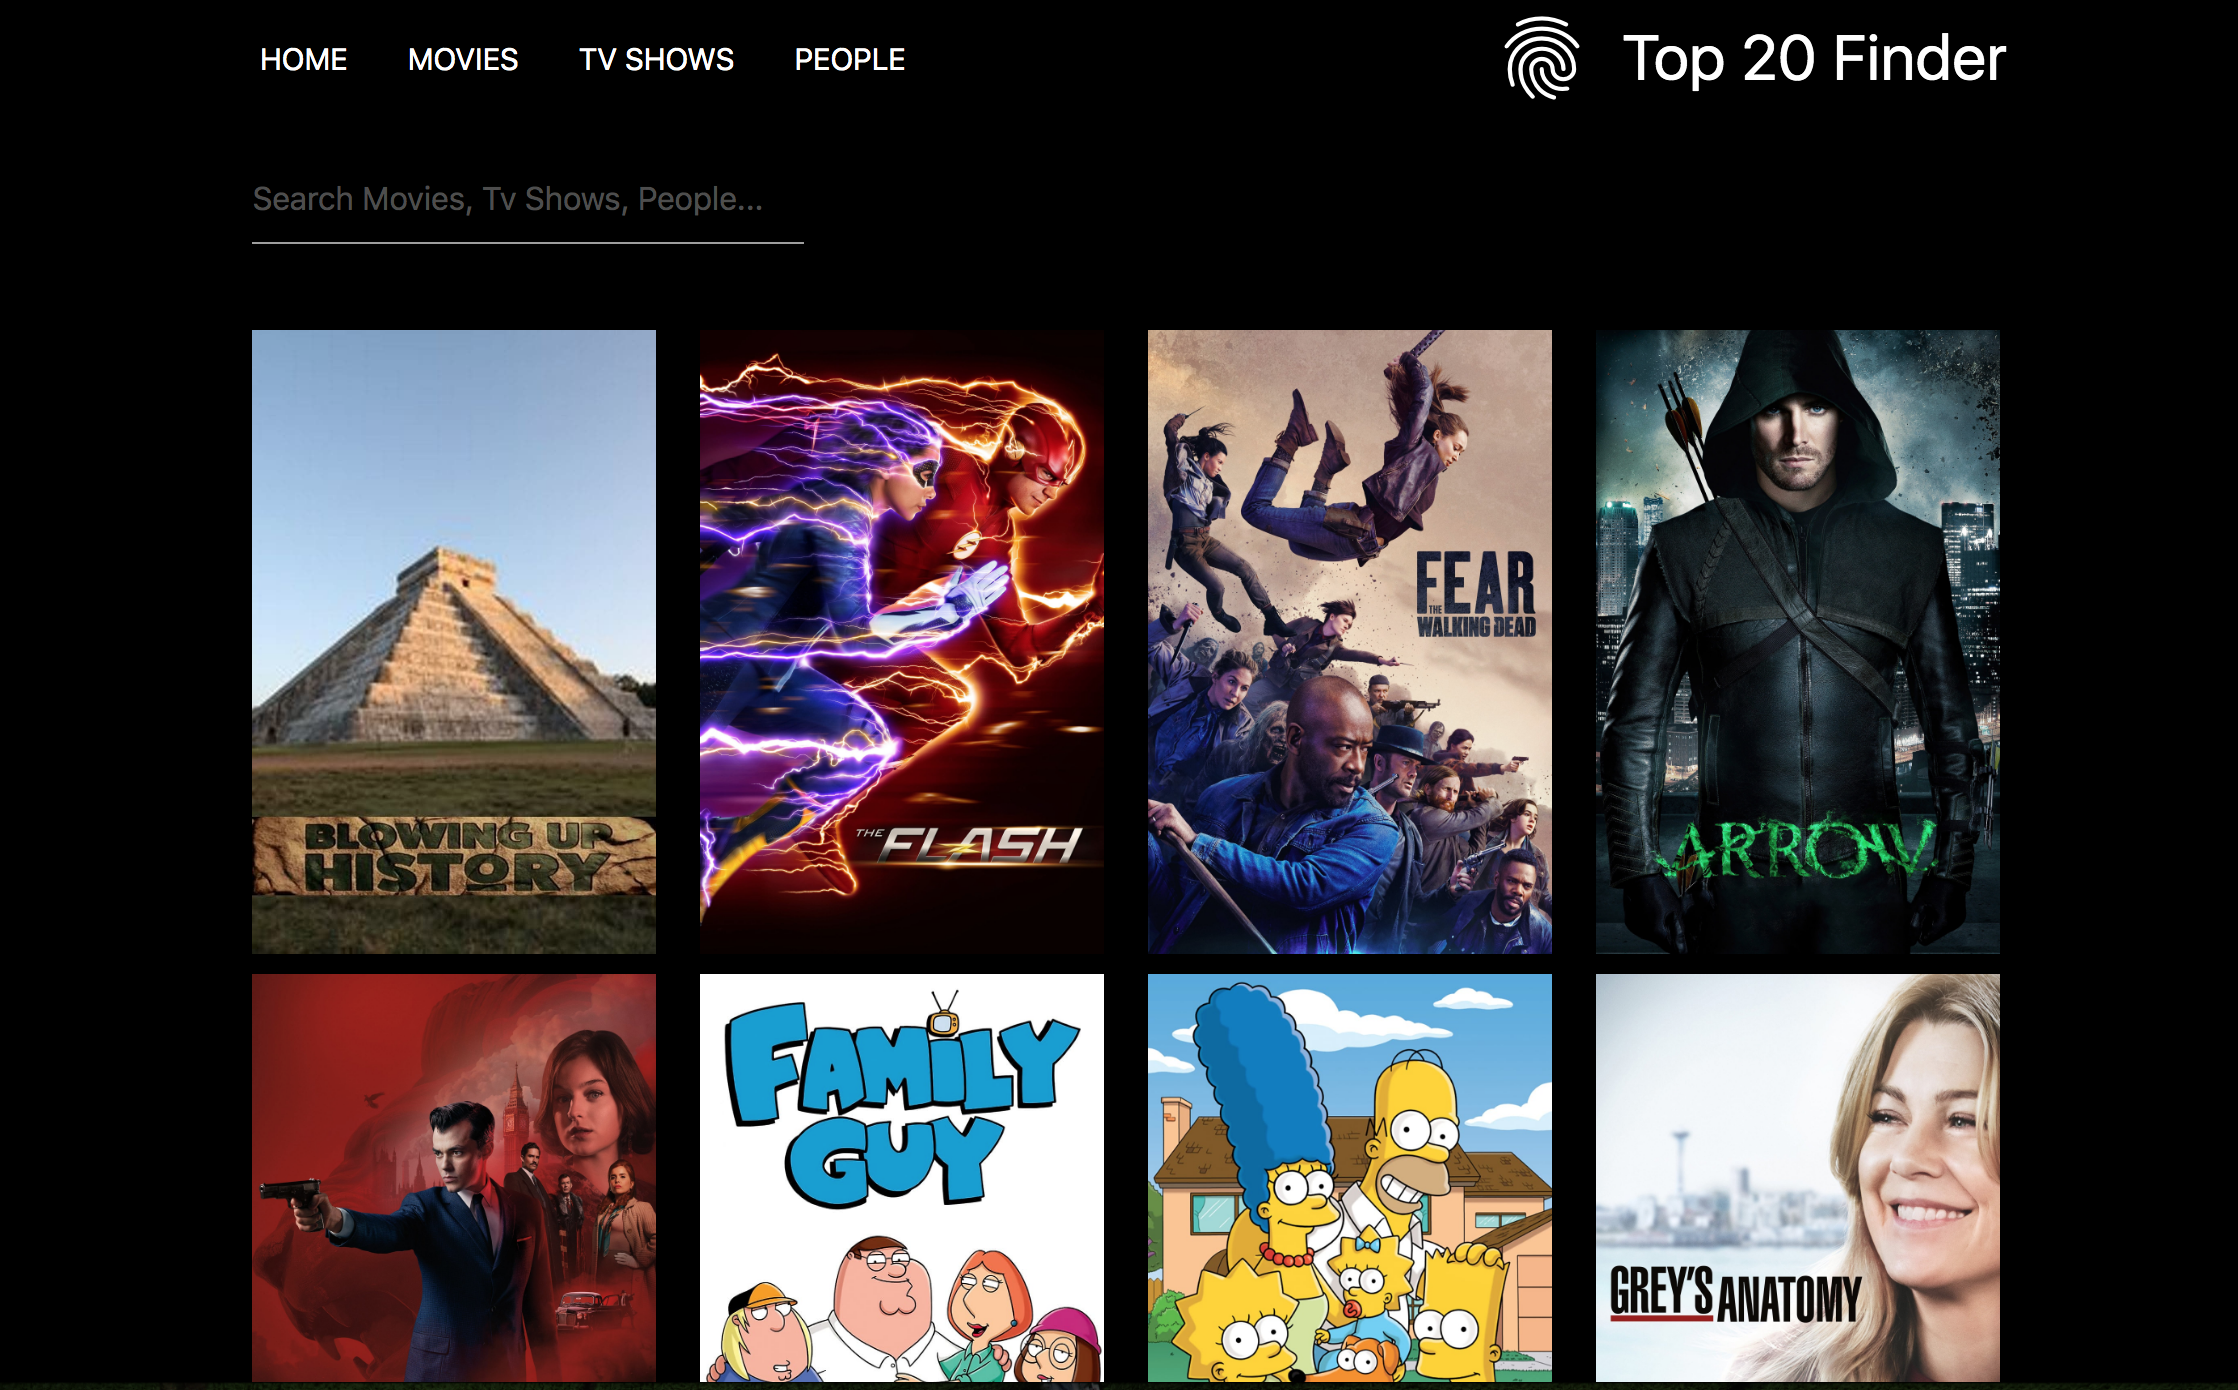 HOME MOVIES TV SHOWS PEOPLE
Top 20 Finder
Search Movies, Tv Shows, People...
BLOWING UP
HISTORY
THE FLASH
FEAR
THE
WALKING DEAD
ARROW
FAMILY
GUY
GREY'S ANATOMY